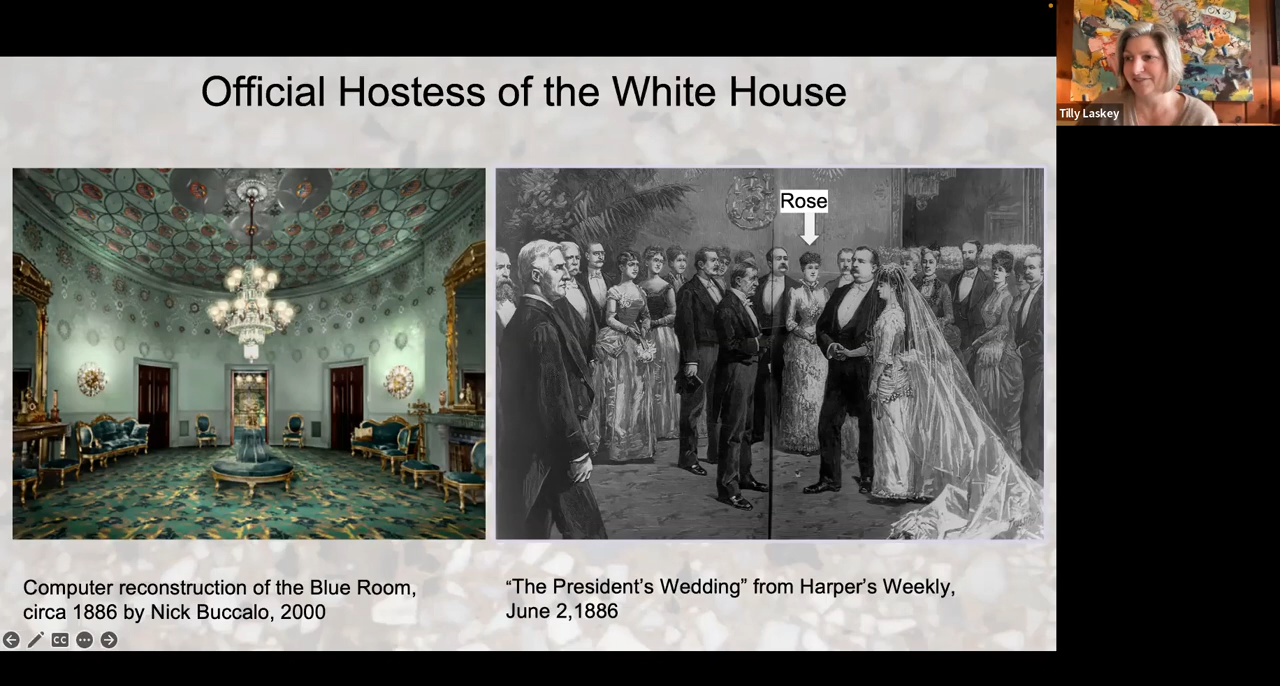 Official Hostess of the White House
Tilly Laskey
Rose
Computer reconstruction of the Blue Room,
circa 1886 by Nick Buccalo, 2000
“The President’s Wedding” from Harper’s Weekly,
June 2,1886
CC